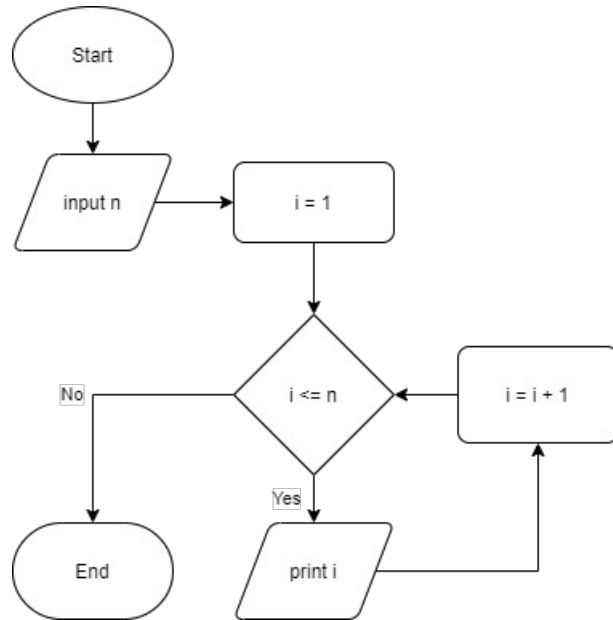 Start
input n
i = 1
i <= n
i = i + 1
No
Yes
End
print i